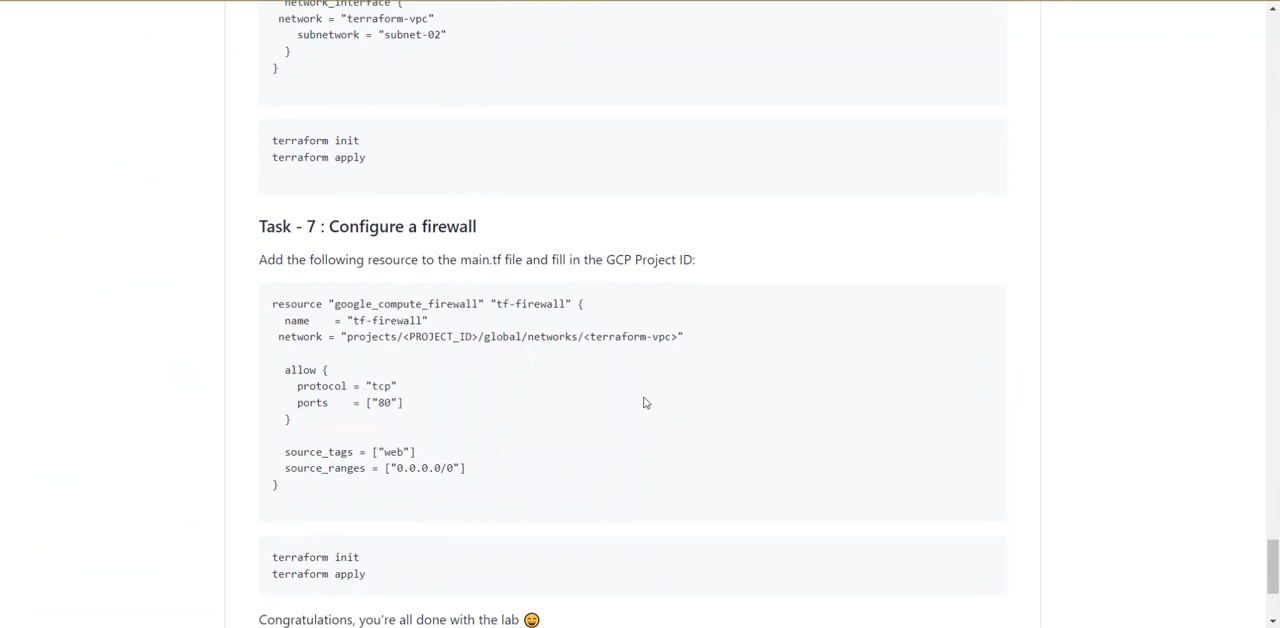 network_interface {
network = "terraform-vpc"
subnetwork = "subnet-02"
}
}
terraform init
terraform apply
Task - 7 : Configure a firewall
Add the following resource to the main.tf file and fill in the GCP Project ID:
resource "google_compute_firewall" "tf-firewall" {
name    = "tf-firewall"
network = "projects/<PROJECT_ID>/global/networks/<terraform-vpc>"
allow {
protocol = "tcp"
ports    = ["80"]
}
source_tags = ["web"]
source_ranges = ["0.0.0.0/0"]
}
terraform init
terraform apply
Congratulations, you're all done with the lab 😄